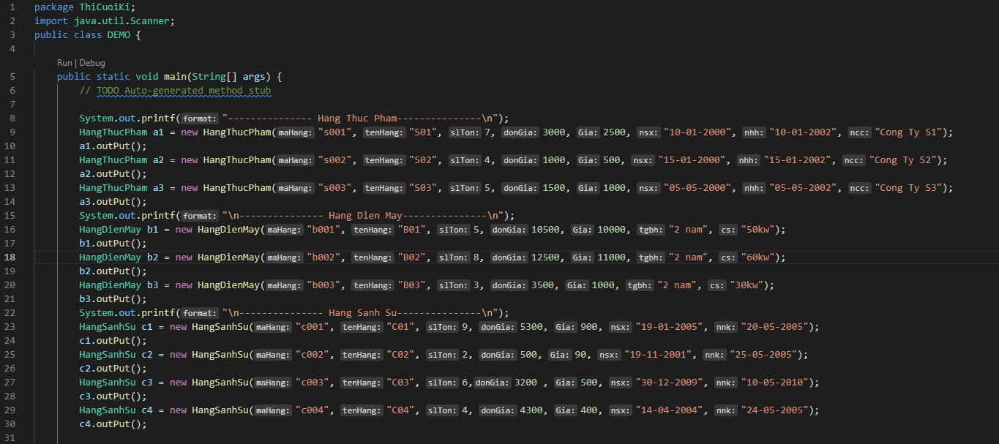 1 package ThiCuoiKi;
2 import java.util.Scanner;
3 public class DEMO {
4
Run | Debug
5 public static void main(String[] args) {
6 // TODO Auto-generated method stub
7
8 System.out.printf(format: "--------------- Hang Thuc Pham---------------\n");
9 HangThucPham a1 = new HangThucPham(maHang: "s001", tenHang: "S01", slTon: 7, donGia: 3000, Gia: 2500, nsx: "10-01-2000", nhh: "10-01-2002", ncc: "Cong Ty S1");
10 a1.outPut();
11 HangThucPham a2 = new HangThucPham(maHang: "s002", tenHang: "S02", slTon: 4, donGia: 1000, Gia: 500, nsx: "15-01-2000", nhh: "15-01-2002", ncc: "Cong Ty S2");
12 a2.outPut();
13 HangThucPham a3 = new HangThucPham(maHang: "s003", tenHang: "S03", slTon: 5, donGia: 1500, Gia: 1000, nsx: "05-05-2000", nhh: "05-05-2002", ncc: "Cong Ty S3");
14 a3.outPut();
15 System.out.printf(format: "\n--------------- Hang Dien May---------------\n");
16 HangDienMay b1 = new HangDienMay(maHang: "b001", tenHang: "B01", slTon: 5, donGia: 10500, Gia: 10000, tgbh: "2 nam", cs: "50kw");
17 b1.outPut();
18 HangDienMay b2 = new HangDienMay(maHang: "b002", tenHang: "B02", slTon: 8, donGia: 12500, Gia: 11000, tgbh: "2 nam", cs: "60kw");
19 b2.outPut();
20 HangDienMay b3 = new HangDienMay(maHang: "b003", tenHang: "B03", slTon: 3, donGia: 3500, Gia: 1000, tgbh: "2 nam", cs: "30kw");
21 b3.outPut();
22 System.out.printf(format: "\n--------------- Hang Sanh Su---------------\n");
23 HangSanhSu c1 = new HangSanhSu(maHang: "c001", tenHang: "C01", slTon: 9, donGia: 5300, Gia: 900, nsx: "19-01-2005", nnk: "20-05-2005");
24 c1.outPut();
25 HangSanhSu c2 = new HangSanhSu(maHang: "c002", tenHang: "C02", slTon: 2, donGia: 500, Gia: 90, nsx: "19-11-2001", nnk: "25-05-2005");
26 c2.outPut();
27 HangSanhSu c3 = new HangSanhSu(maHang: "c003", tenHang: "C03", slTon: 6,donGia: 3200 , Gia: 500, nsx: "30-12-2009", nnk: "10-05-2010");
28 c3.outPut();
29 HangSanhSu c4 = new HangSanhSu(maHang: "c004", tenHang: "C04", slTon: 4, donGia: 4300, Gia: 400, nsx: "14-04-2004", nnk: "24-05-2005");
30 c4.outPut();
31